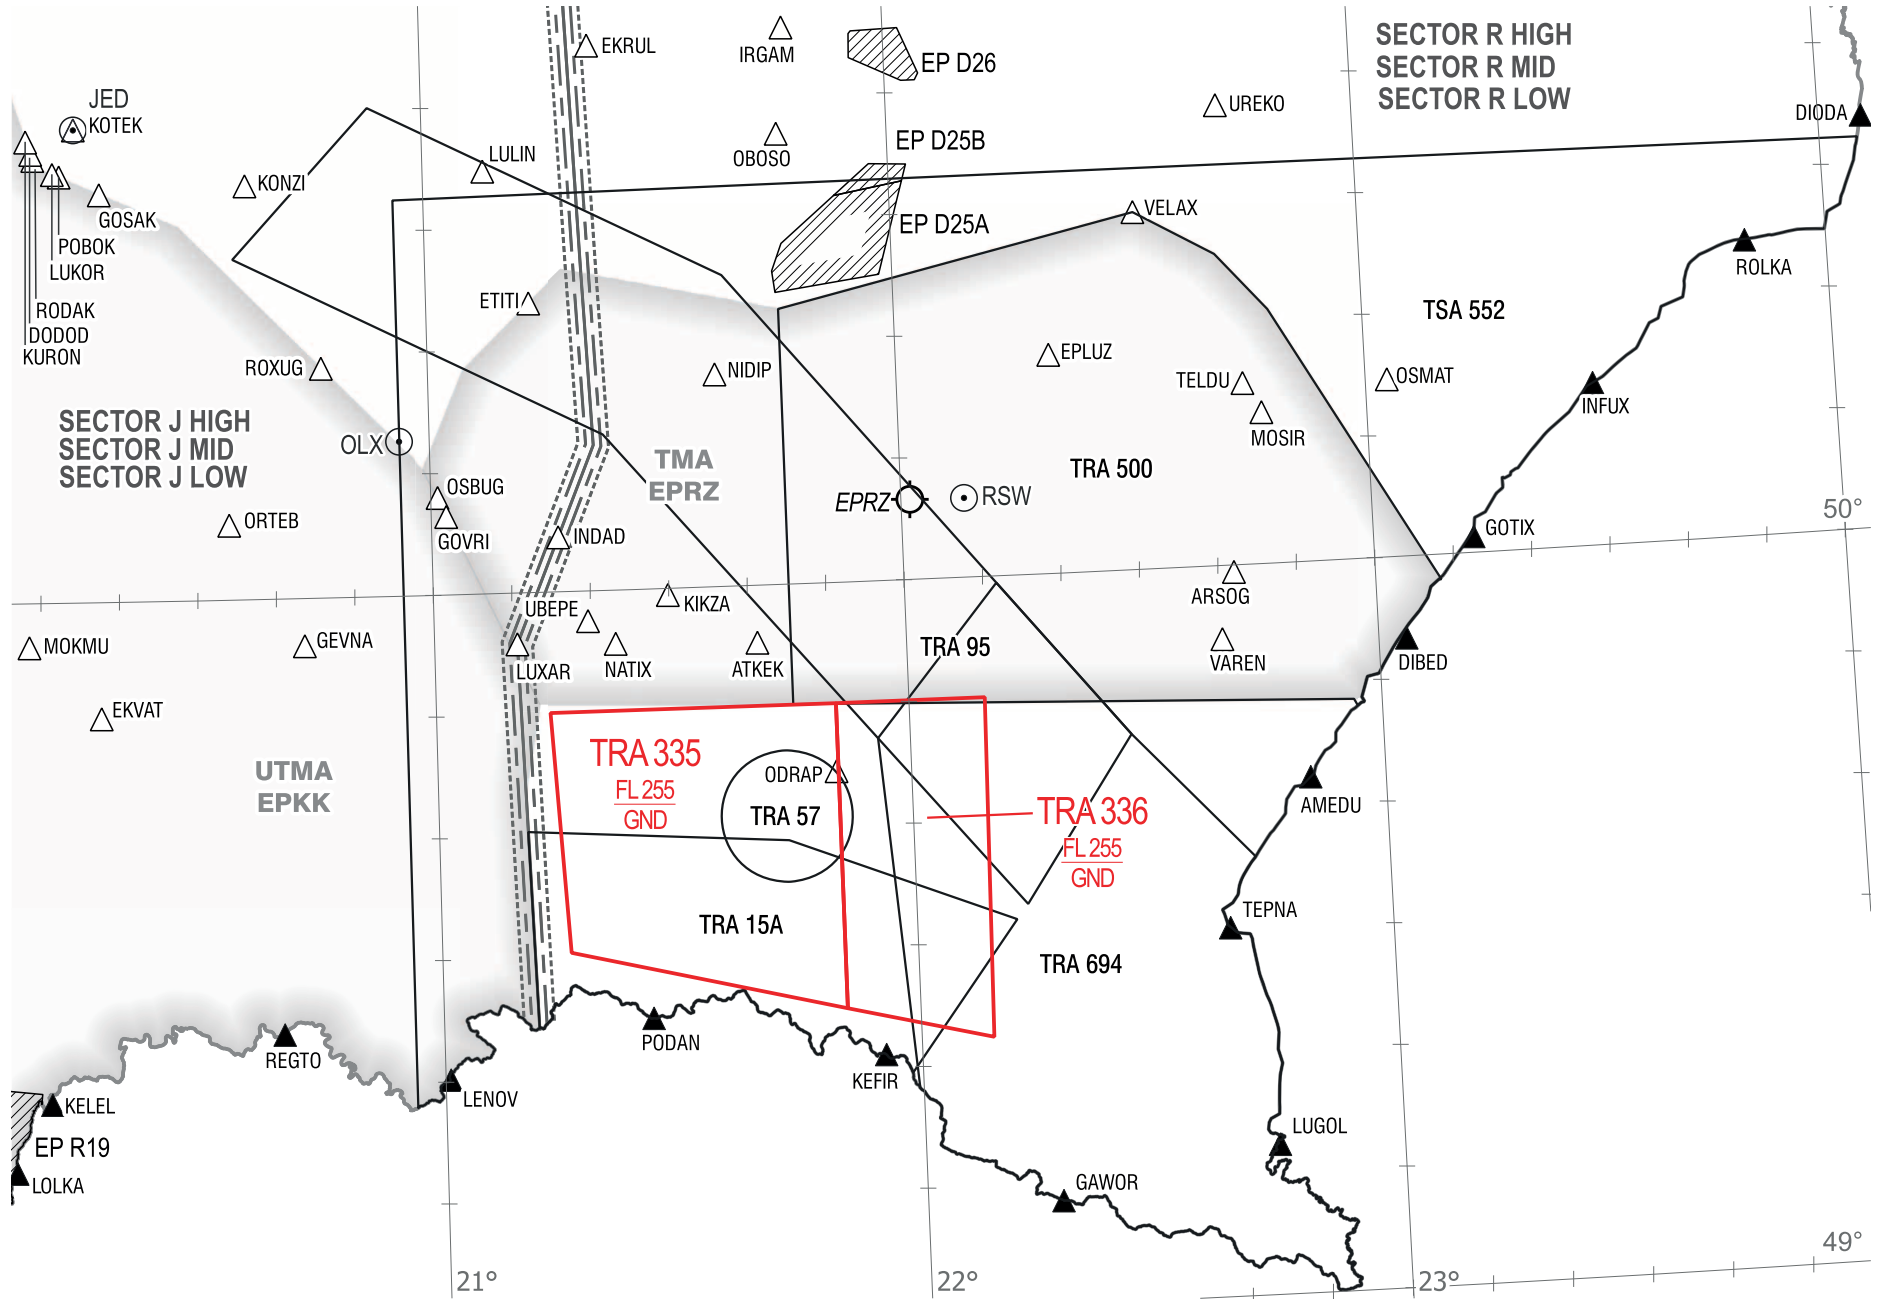 SECTOR R HIGH
SECTOR R MID
SECTOR R LOW
EKRUL
IRGAM
EP D26
JED
KOTEK
UREKO
DIODA
EP D25B
OBOSO
LULIN
KONZI
GOSAK
VELAX
EP D25A
POBOK
LUKOR
ROLKA
RODAK
DODOD
KURON
ETITI
TSA 552
ROXUG
NIDIP
EPLUZ
TELDU
OSMAT
INFUX
MOSIR
SECTOR J HIGH
SECTOR J MID
SECTOR J LOW
OLX
TMA
EPRZ
TRA 500
OSBUG
EPRZ
RSW
50°
ORTEB
GOVRI
INDAD
GOTIX
ARSOG
UBEPE
KIKZA
MOKMU
GEVNA
LUXAR
NATIX
ATKEK
TRA 95
VAREN
DIBED
EKVAT
UTMA
EPKK
TRA 335
FL 255
GND
ODRAP
TRA 57
TRA 336
FL 255
GND
AMEDU
TRA 15A
TEPNA
TRA 694
REGTO
PODAN
KEFIR
LENOV
KELEL
EP R19
LOLKA
LUGOL
GAWOR
49°
21°
22°
23°